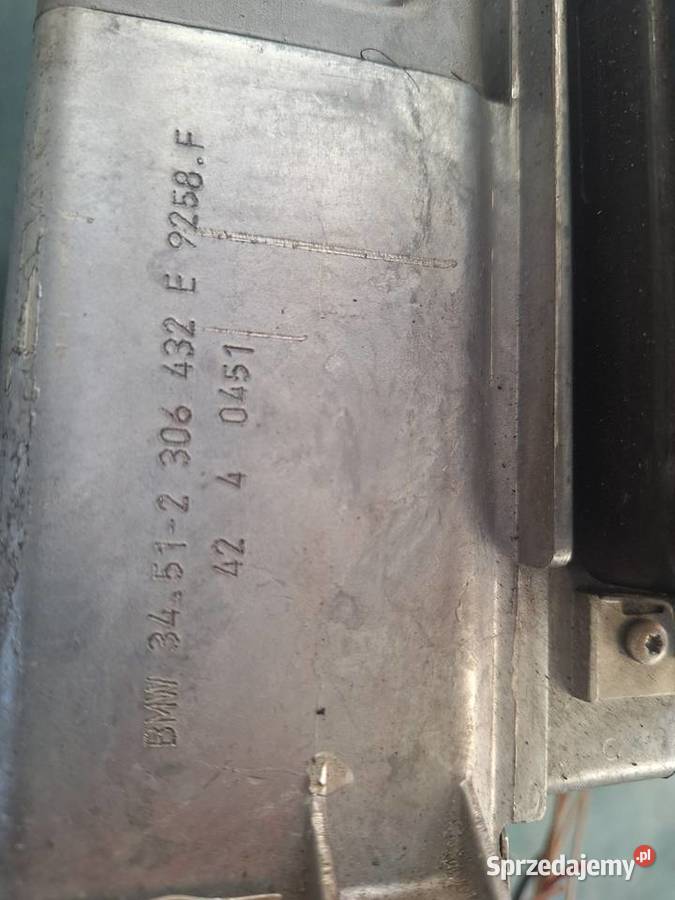 BMW 34.51-2 306 432 E 9258.F
42 4 0451
Sprzedajemy.pl